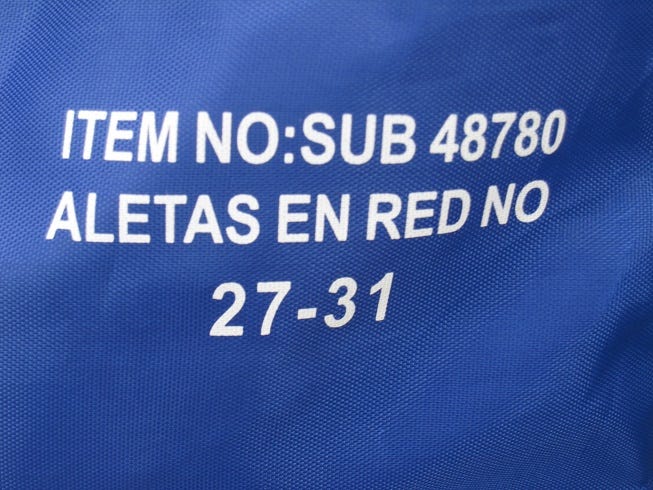 ITEM NO:SUB 48780
ALETAS EN RED NO
27-31